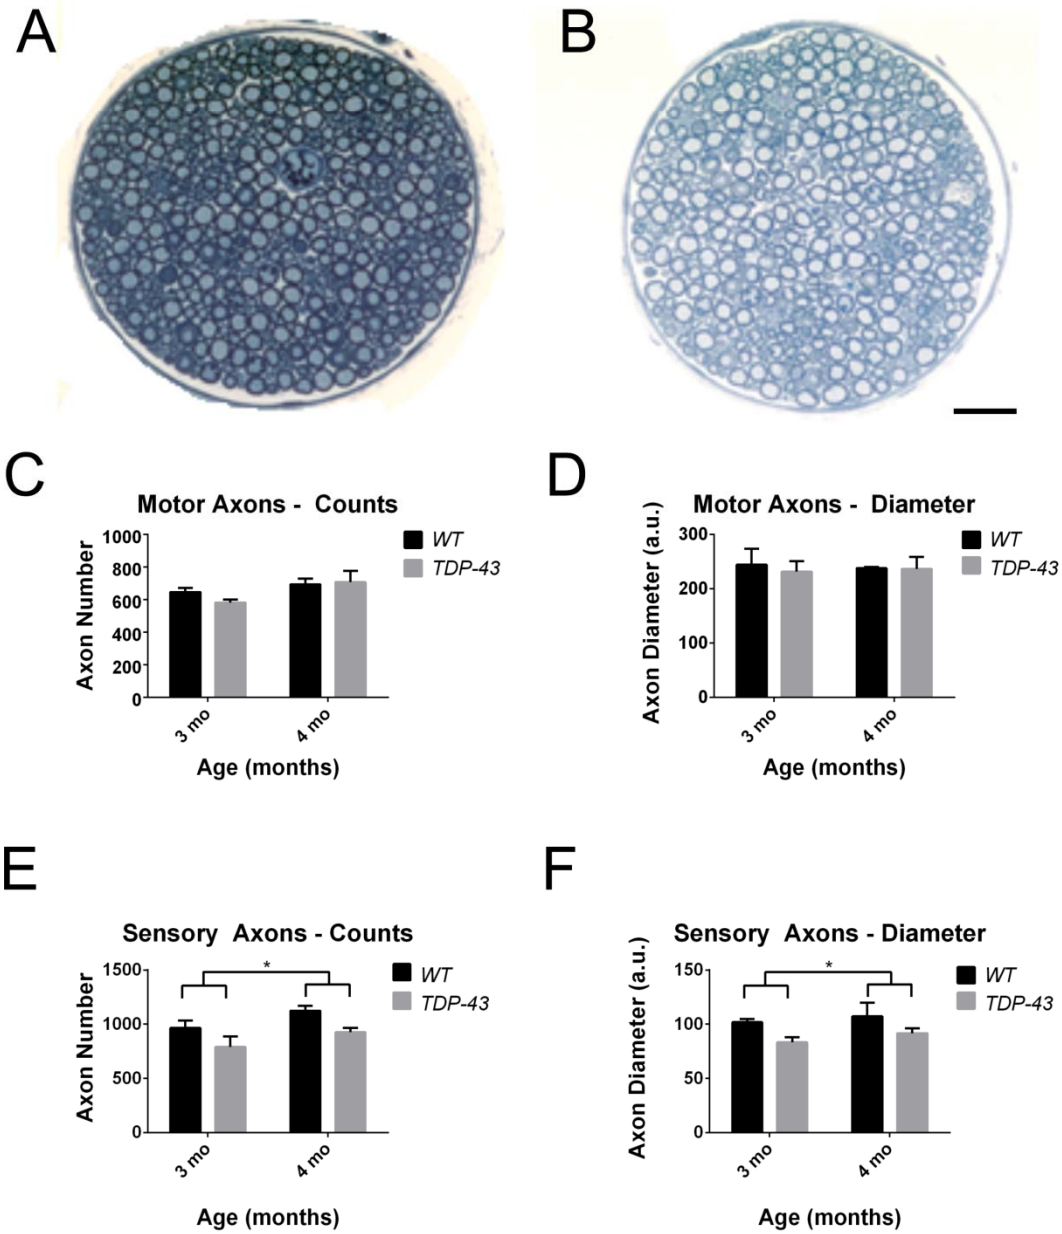 A
B
C
Motor Axons - Counts
Axon Number
1000
800
600
400
200
0
WT
TDP-43
3 mo
4 mo
Age (months)
D
Motor Axons - Diameter
Axon Diameter (a.u.)
300
200
100
0
WT
TDP-43
3 mo
4 mo
Age (months)
E
Sensory Axons - Counts
Axon Number
1500
1000
500
0
*
WT
TDP-43
3 mo
4 mo
Age (months)
F
Sensory Axons - Diameter
Axon Diameter (a.u.)
150
100
50
0
*
WT
TDP-43
3 mo
4 mo
Age (months)